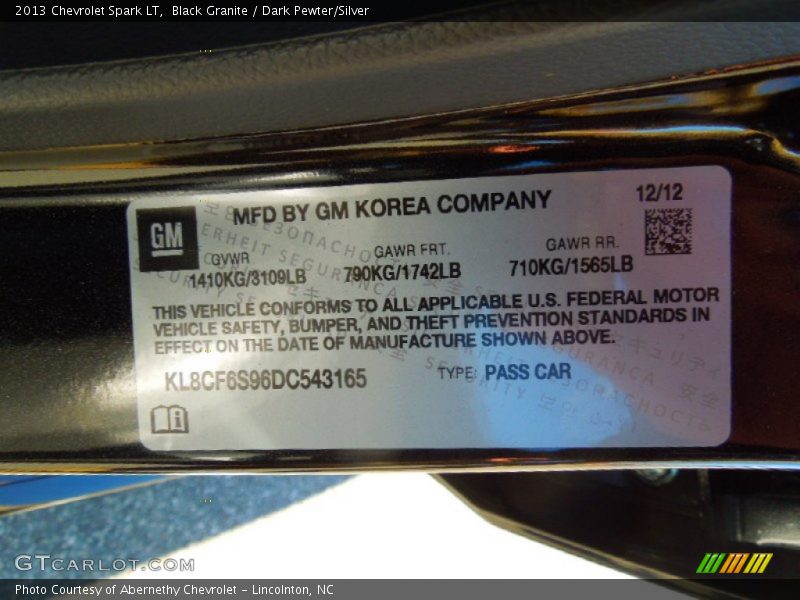 2013 Chevrolet Spark LT, Black Granite / Dark Pewter/Silver
MFD BY GM KOREA COMPANY
12/12
GM
GVWR
1410KG/3109LB
GAWR FRT.
790KG/1742LB
GAWR RR.
710KG/1565LB
THIS VEHICLE CONFORMS TO ALL APPLICABLE U.S. FEDERAL MOTOR
VEHICLE SAFETY, BUMPER, AND THEFT PREVENTION STANDARDS IN
EFFECT ON THE DATE OF MANUFACTURE SHOWN ABOVE.
KL8CF6S96DC543165
TYPE: PASS CAR
SECURITY 보안
GTCARLOT.COM
Photo Courtesy of Abernethy Chevrolet - Lincolnton, NC